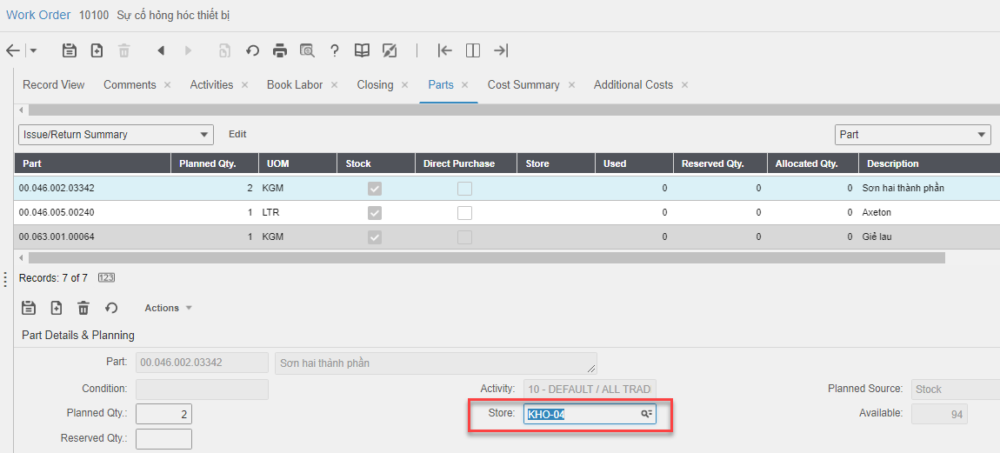 Work Order 10100 Sự cố hỏng hóc thiết bị
Record View Comments Activities Book Labor Closing Parts Cost Summary Additional Costs
Issue/Return Summary Edit Part
Part Planned Qty. UOM Stock Direct Purchase Store Used Reserved Qty. Allocated Qty. Description
00.046.002.03342 2 KGM 0 0 0 Sơn hai thành phần
00.046.005.00240 1 LTR 0 0 0 Axeton
00.063.001.00064 1 KGM 0 0 0 Giẻ lau
Records: 7 of 7 123
Actions
Part Details & Planning
Part: 00.046.002.03342 Sơn hai thành phần
Condition: Activity: 10 - DEFAULT / ALL TRAD Planned Source: Stock
Planned Qty.: 2 Store: KHO-04 Available: 94
Reserved Qty.: